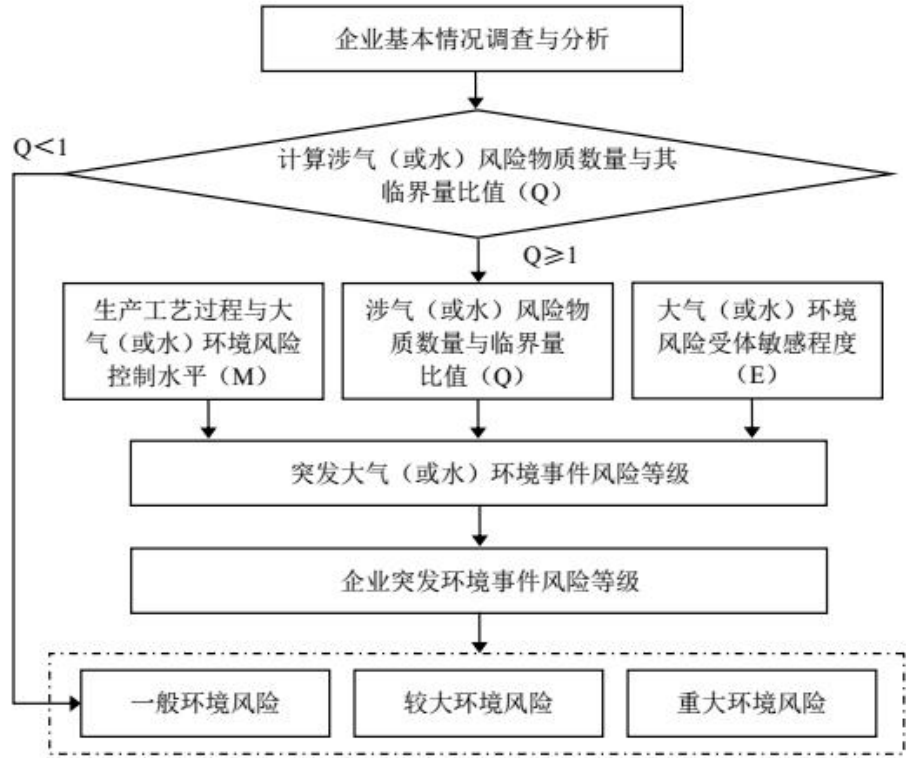 企业基本情况调查与分析
Q＜1
计算涉气（或水）风险物质数量与其
临界量比值（Q）
Q≥1
生产工艺过程与大
气（或水）环境风险
控制水平（M）
涉气（或水）风险物
质数量与临界量
比值（Q）
大气（或水）环境
风险受体敏感程度
（E）
突发大气（或水）环境事件风险等级
企业突发环境事件风险等级
一般环境风险
较大环境风险
重大环境风险